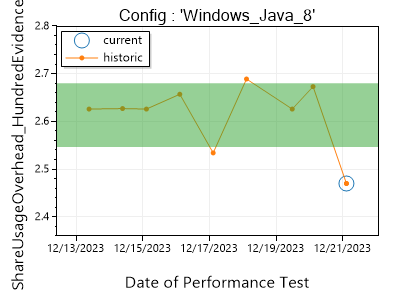 Config : 'Windows_Java_8'
current
historic
ShareUsageOverhead_HundredEvidence
2.8
2.7
2.6
2.5
2.4
12/13/2023 12/15/2023 12/17/2023 12/19/2023 12/21/2023
Date of Performance Test